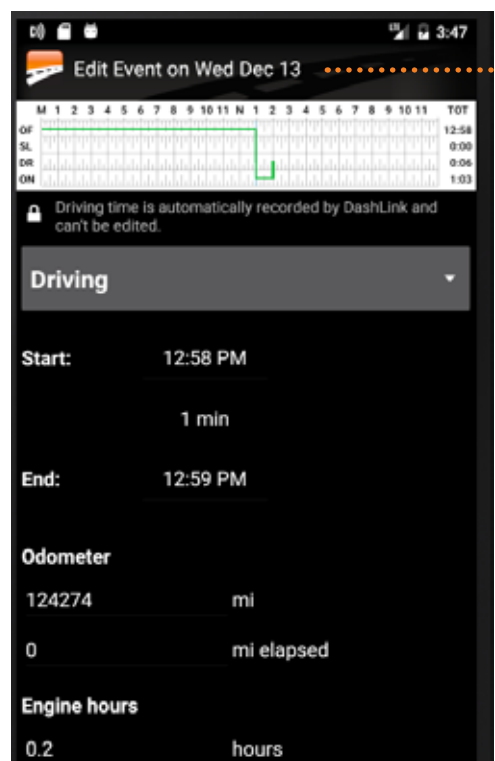 3:47
Edit Event on Wed Dec 13
M 1 2 3 4 5 6 7 8 9 10 11 N 1 2 3 4 5 6 7 8 9 10 11 TOT
OF 12:58
SL 0:00
DR 0:06
ON 1:03
Driving time is automatically recorded by DashLink and
can't be edited.
Driving
Start: 12:58 PM
1 min
End: 12:59 PM
Odometer
124274 mi
0 mi elapsed
Engine hours
0.2 hours